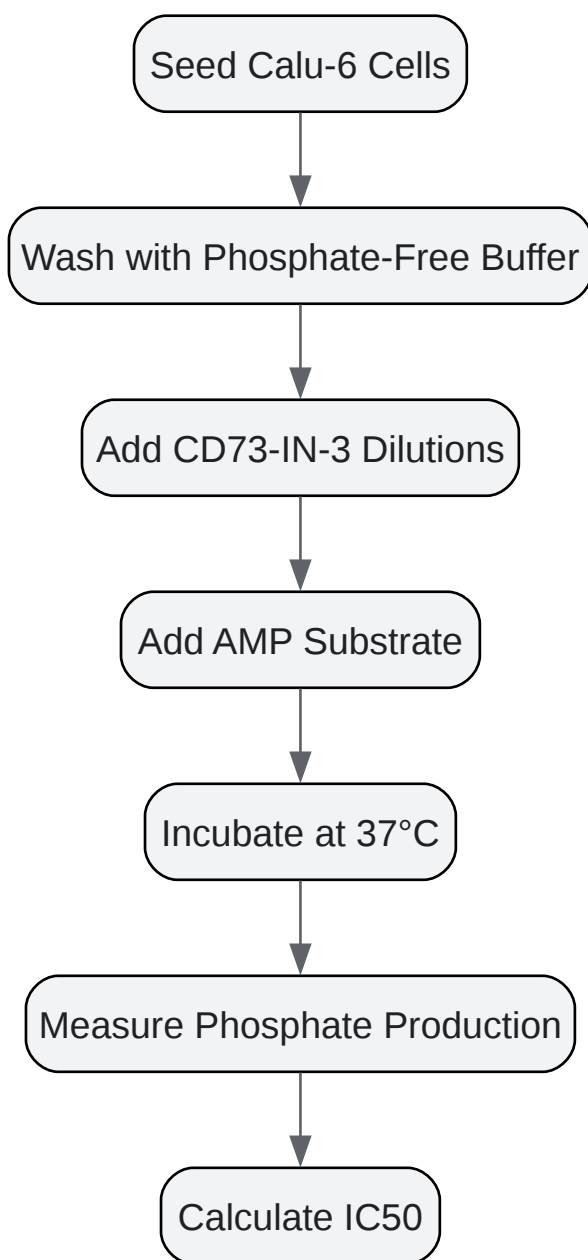 Seed Calu-6 Cells
Wash with Phosphate-Free Buffer
Add CD73-IN-3 Dilutions
Add AMP Substrate
Incubate at 37°C
Measure Phosphate Production
Calculate IC50